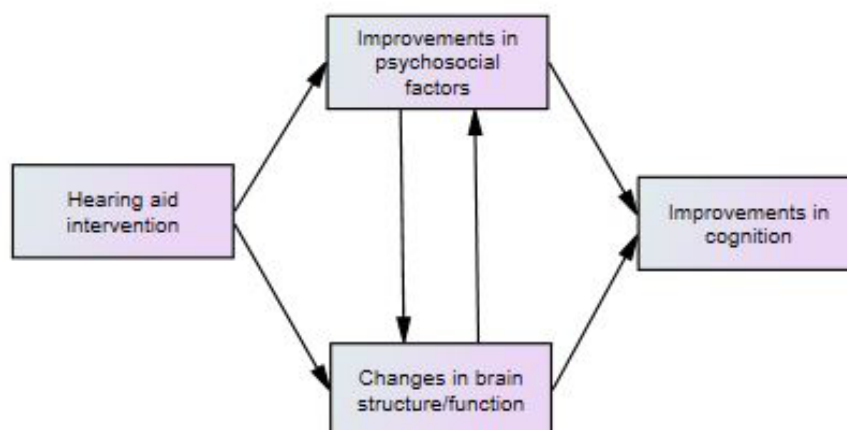 Improvements in
psychosocial
factors
Hearing aid
intervention
Improvements in
cognition
Changes in brain
structure/function